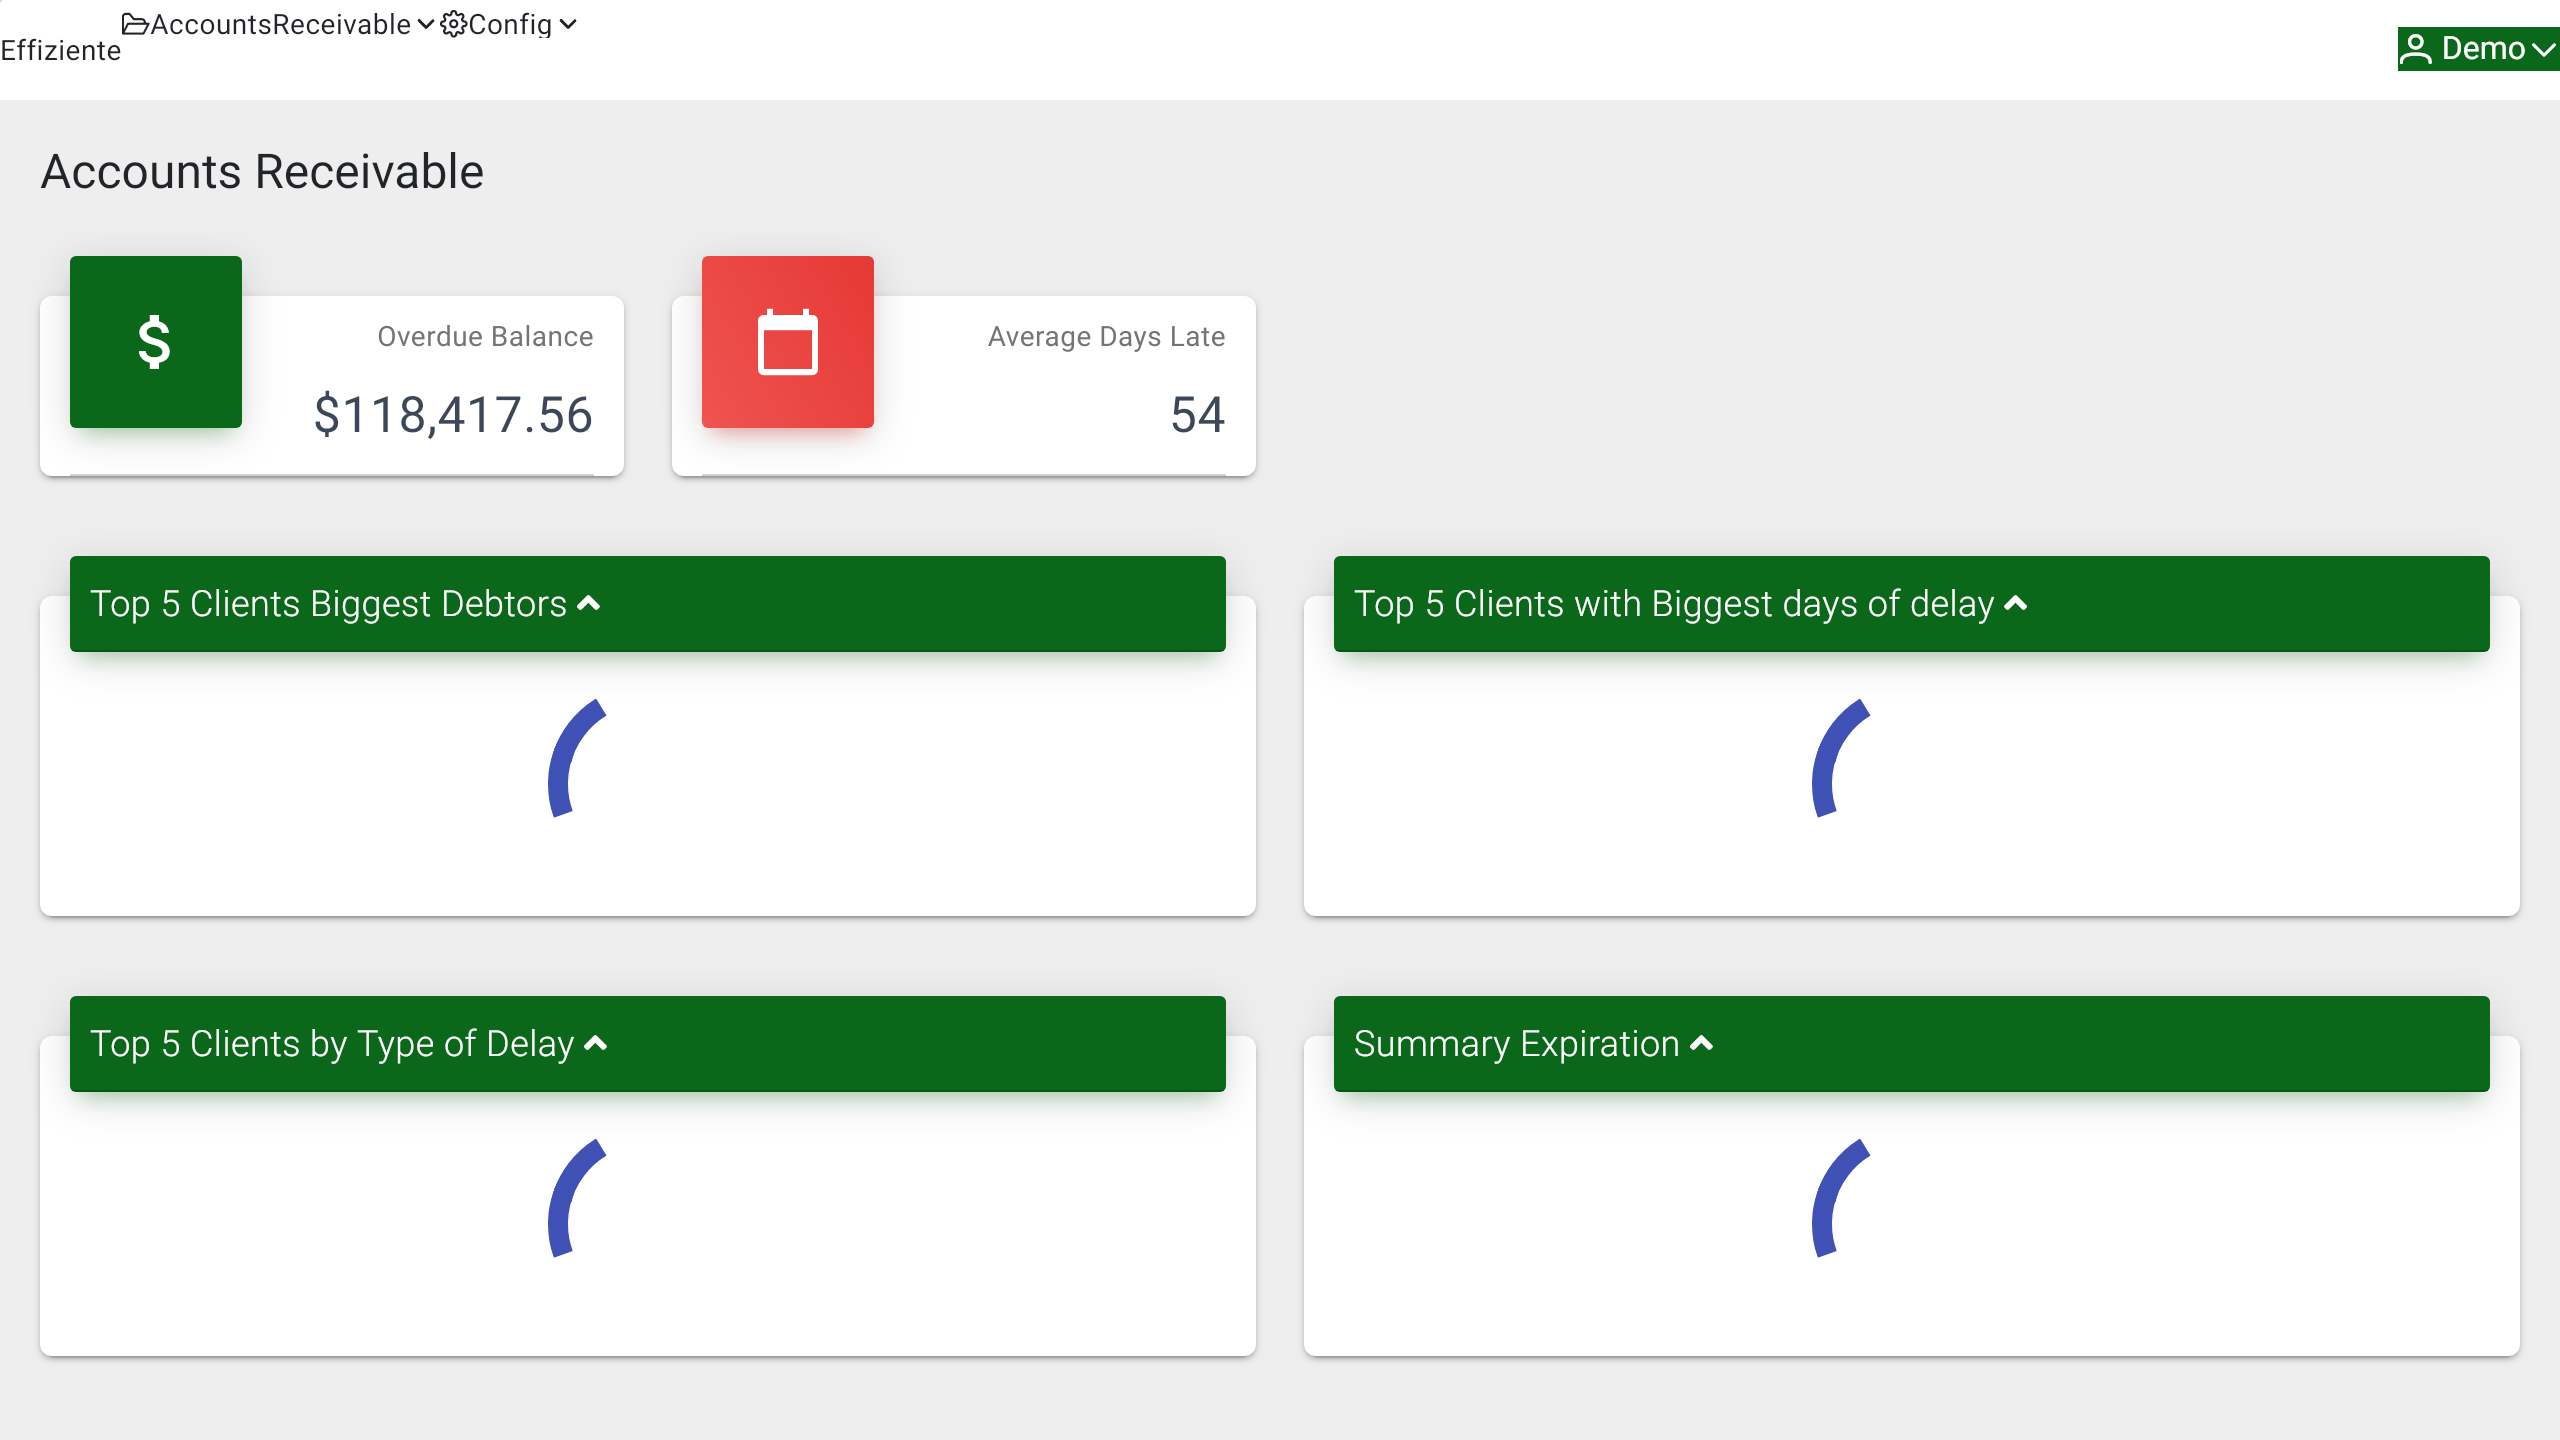 Effiziente
AccountsReceivable
Config
Demo
Accounts Receivable
Overdue Balance
$118,417.56
Average Days Late
54
Top 5 Clients Biggest Debtors
Top 5 Clients with Biggest days of delay
Top 5 Clients by Type of Delay
Summary Expiration